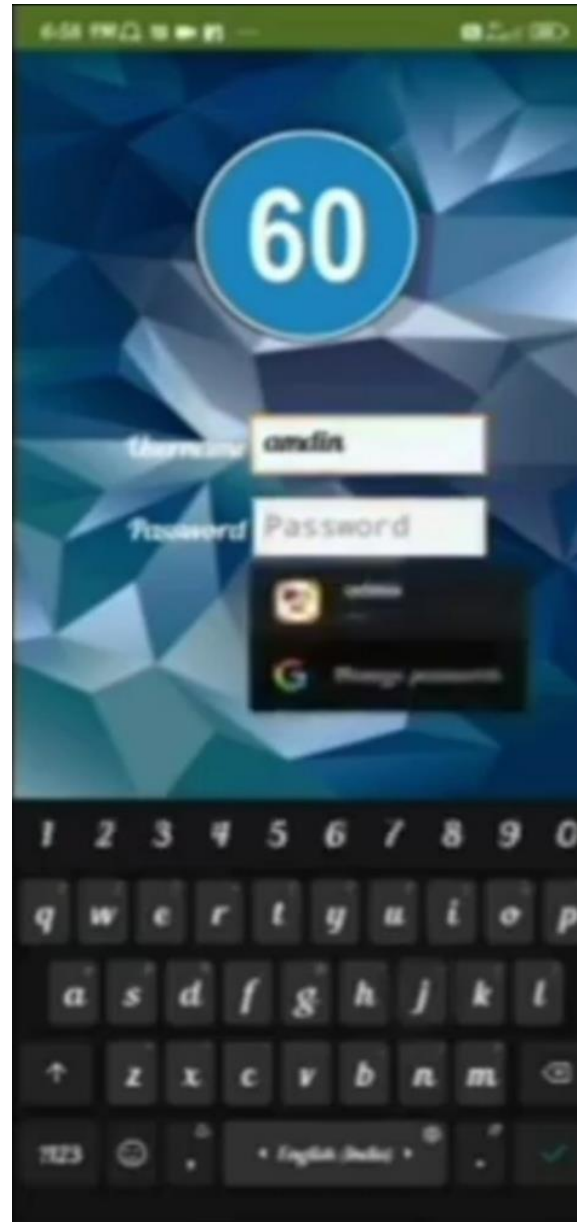 60
Username amdin
Password Password
Manage passwords
1 2 3 4 5 6 7 8 9 0
q w e r t y u i o p
a s d f g h j k l
z x c v b n m
?123 , English (India) .